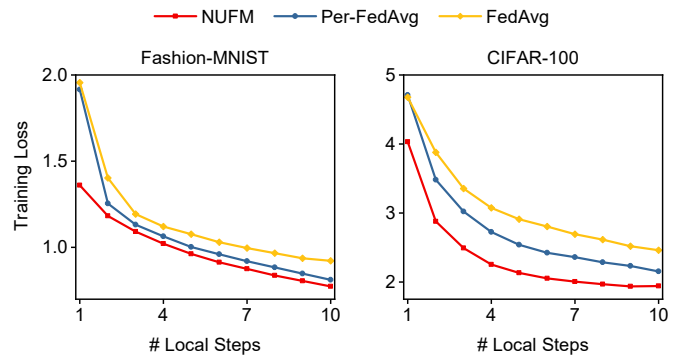 NUFM Per-FedAvg FedAvg
Fashion-MNIST CIFAR-100
Training Loss
2.0
1.5
1.0
1 4 7 10
# Local Steps
5
4
3
2
1 4 7 10
# Local Steps